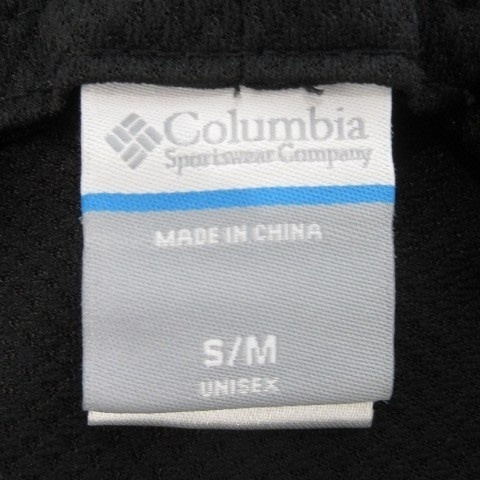 Columbia
Sportswear Company
MADE IN CHINA
S/M
UNISEX